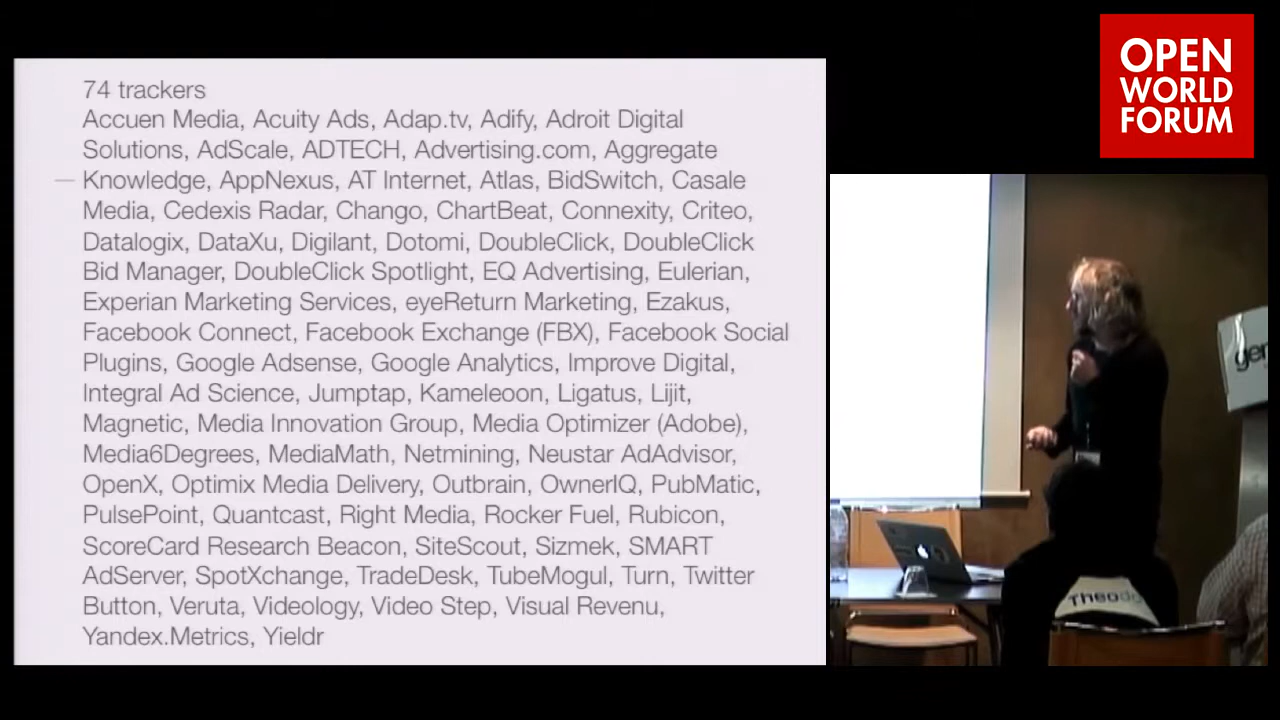 74 trackers
Accuen Media, Acuity Ads, Adap.tv, Adify, Adroit Digital
Solutions, AdScale, ADTECH, Advertising.com, Aggregate
Knowledge, AppNexus, AT Internet, Atlas, BidSwitch, Casale
Media, Cedexis Radar, Chango, ChartBeat, Connexity, Criteo,
Datalogix, DataXu, Digilant, Dotomi, DoubleClick, DoubleClick
Bid Manager, DoubleClick Spotlight, EQ Advertising, Eulerian,
Experian Marketing Services, eyeReturn Marketing, Ezakus,
Facebook Connect, Facebook Exchange (FBX), Facebook Social
Plugins, Google Adsense, Google Analytics, Improve Digital,
Integral Ad Science, Jumptap, Kameleoon, Ligatus, Lijit,
Magnetic, Media Innovation Group, Media Optimizer (Adobe),
Media6Degrees, MediaMath, Netmining, Neustar AdAdvisor,
OpenX, Optimix Media Delivery, Outbrain, OwnerIQ, PubMatic,
PulsePoint, Quantcast, Right Media, Rocker Fuel, Rubicon,
ScoreCard Research Beacon, SiteScout, Sizmek, SMART
AdServer, SpotXchange, TradeDesk, TubeMogul, Turn, Twitter
Button, Veruta, Videology, Video Step, Visual Revenu,
Yandex.Metrics, Yieldr
OPEN
WORLD
FORUM